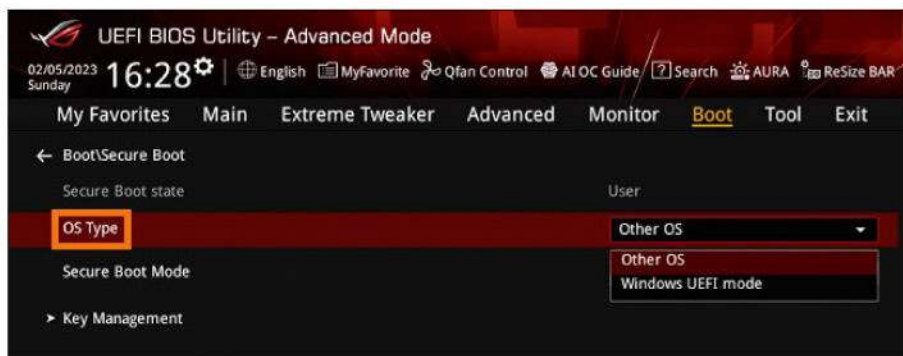 UEFI BIOS Utility – Advanced Mode
02/05/2023 Sunday 16:28 English MyFavorite Qfan Control AI OC Guide ? Search AURA ReSize BAR
My Favorites Main Extreme Tweaker Advanced Monitor Boot Tool Exit
← Boot\Secure Boot
Secure Boot state User
OS Type Other OS
Other OS
Secure Boot Mode
Windows UEFI mode
> Key Management